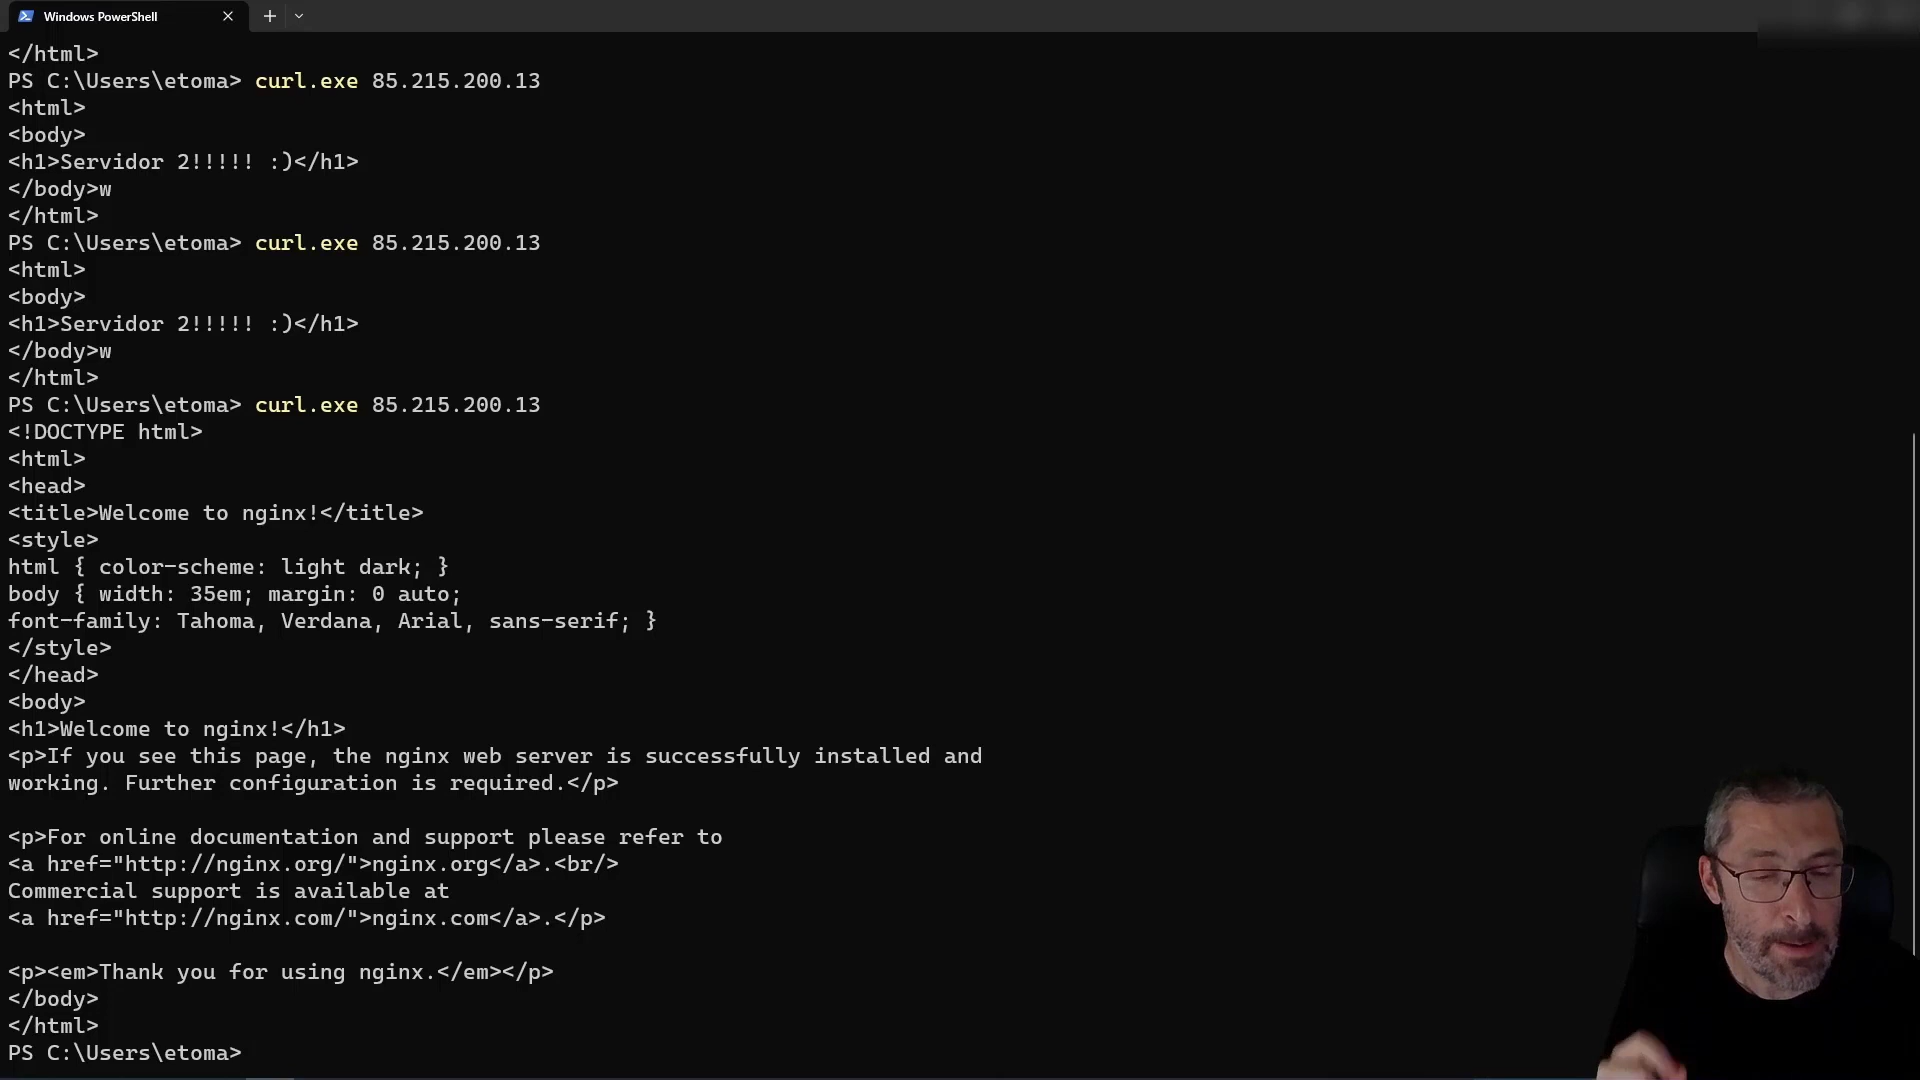 Windows PowerShell
</html>
PS C:\Users\etoma> curl.exe 85.215.200.13
<html>
<body>
<h1>Servidor 2!!!!! :)</h1>
</body>w
</html>
PS C:\Users\etoma> curl.exe 85.215.200.13
<html>
<body>
<h1>Servidor 2!!!!! :)</h1>
</body>w
</html>
PS C:\Users\etoma> curl.exe 85.215.200.13
<!DOCTYPE html>
<html>
<head>
<title>Welcome to nginx!</title>
<style>
html { color-scheme: light dark; }
body { width: 35em; margin: 0 auto;
font-family: Tahoma, Verdana, Arial, sans-serif; }
</style>
</head>
<body>
<h1>Welcome to nginx!</h1>
<p>If you see this page, the nginx web server is successfully installed and
working. Further configuration is required.</p>
<p>For online documentation and support please refer to
<a href="http://nginx.org/">nginx.org</a>.<br/>
Commercial support is available at
<a href="http://nginx.com/">nginx.com</a>.</p>
<p><em>Thank you for using nginx.</em></p>
</body>
</html>
PS C:\Users\etoma>